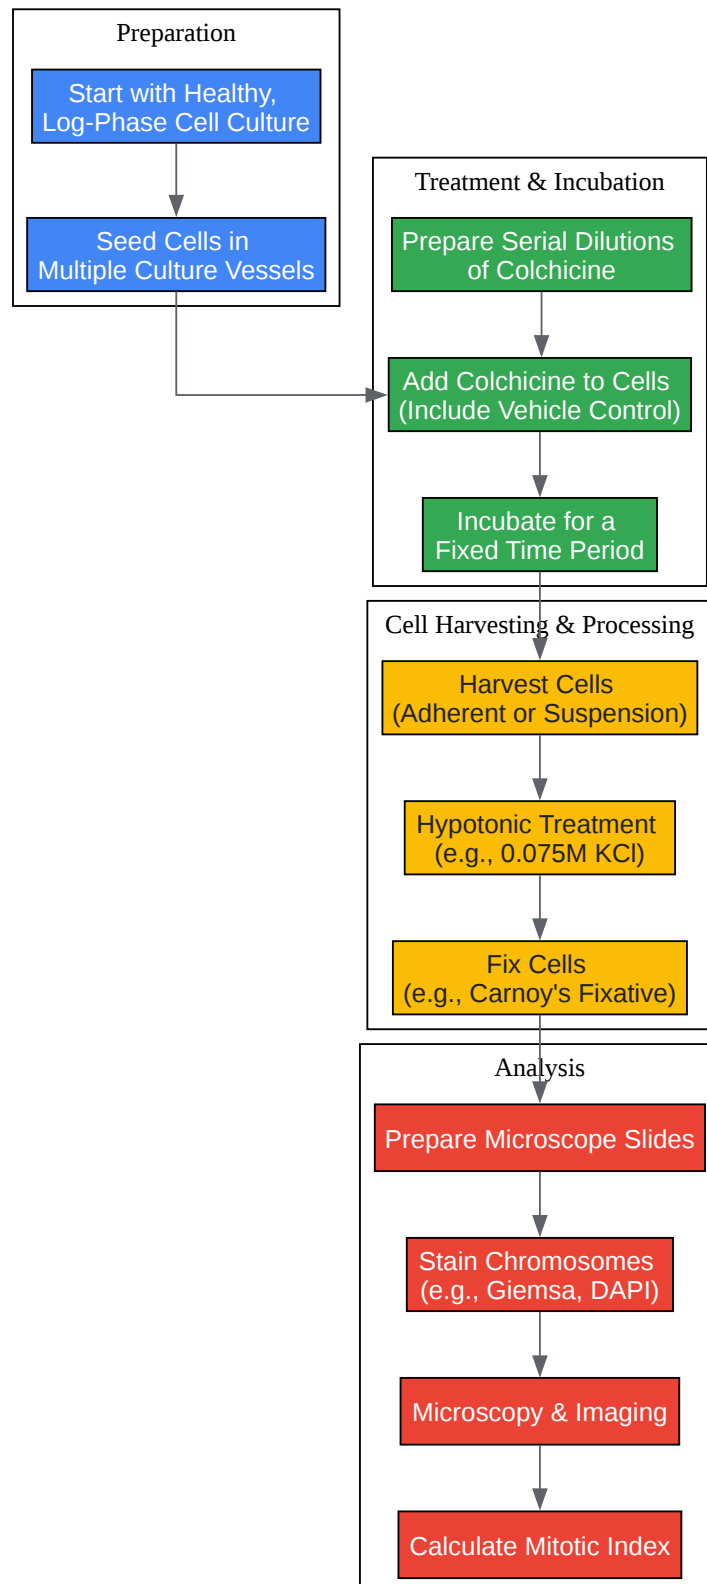 Preparation
Start with Healthy,
Log-Phase Cell Culture
Seed Cells in
Multiple Culture Vessels
Treatment & Incubation
Prepare Serial Dilutions
of Colchicine
Add Colchicine to Cells
(Include Vehicle Control)
Incubate for a
Fixed Time Period
Cell Harvesting & Processing
Harvest Cells
(Adherent or Suspension)
Hypotonic Treatment
(e.g., 0.075M KCl)
Fix Cells
(e.g., Carnoy's Fixative)
Analysis
Prepare Microscope Slides
Stain Chromosomes
(e.g., Giemsa, DAPI)
Microscopy & Imaging
Calculate Mitotic Index